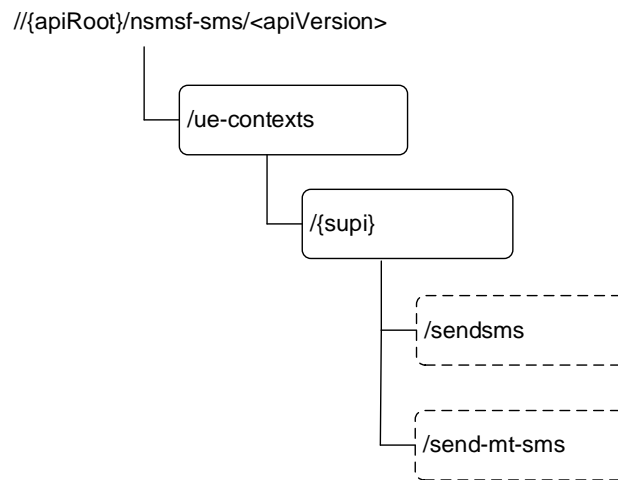 //{apiRoot}/nsmsf-sms/<apiVersion>
/ue-contexts
/{supi}
/sendsms
/send-mt-sms